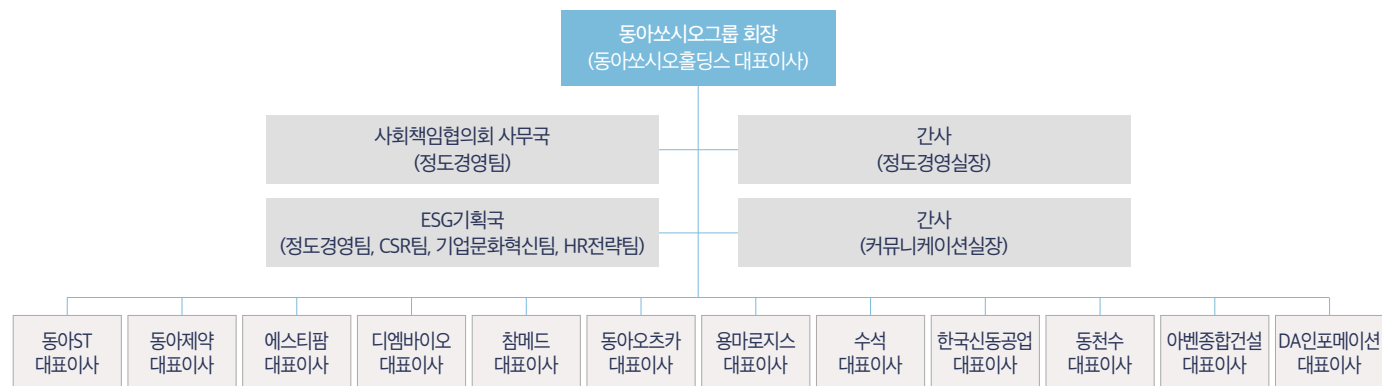 동아쏘시오그룹 회장
(동아쏘시오홀딩스 대표이사)
사회책임협의회 사무국
(정도경영팀)
간사
(정도경영실장)
ESG기획국
(정도경영팀, CSR팀, 기업문화혁신팀, HR전략팀)
간사
(커뮤니케이션실장)
동아ST
대표이사
동아제약
대표이사
에스티팜
대표이사
디엠바이오
대표이사
참메드
대표이사
동아오츠카
대표이사
용마로지스
대표이사
수석
대표이사
한국신동공업
대표이사
동천수
대표이사
아벤종합건설
대표이사
DA인포메이션
대표이사